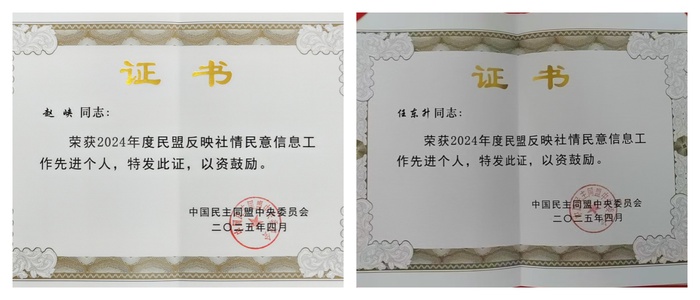 证书
赵 峡 同志：
荣获2024年度民盟反映社情民意信息工
作先进个人，特发此证，以资鼓励。
中国民主同盟中央委员会
二〇二五年四月
证书
任东升同志：
荣获2024年度民盟反映社情民意信息工
作先进个人，特发此证，以资鼓励。
中国民主同盟中央委员会
二〇二五年四月